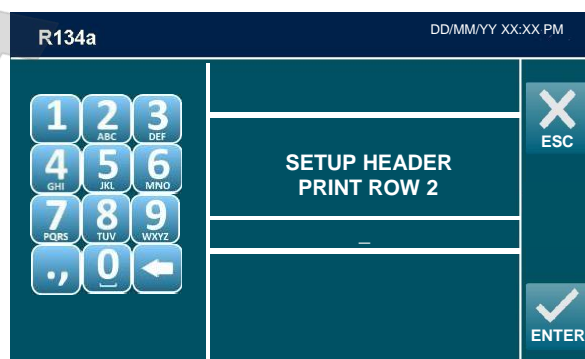 R134a
DD/MM/YY XX:XX PM
1 2 3
ABC DEF
4 5 6
GHI JKL MNO
7 8 9
PQRS TUV WXYZ
., 0
SETUP HEADER
PRINT ROW 2
_
ESC
ENTER